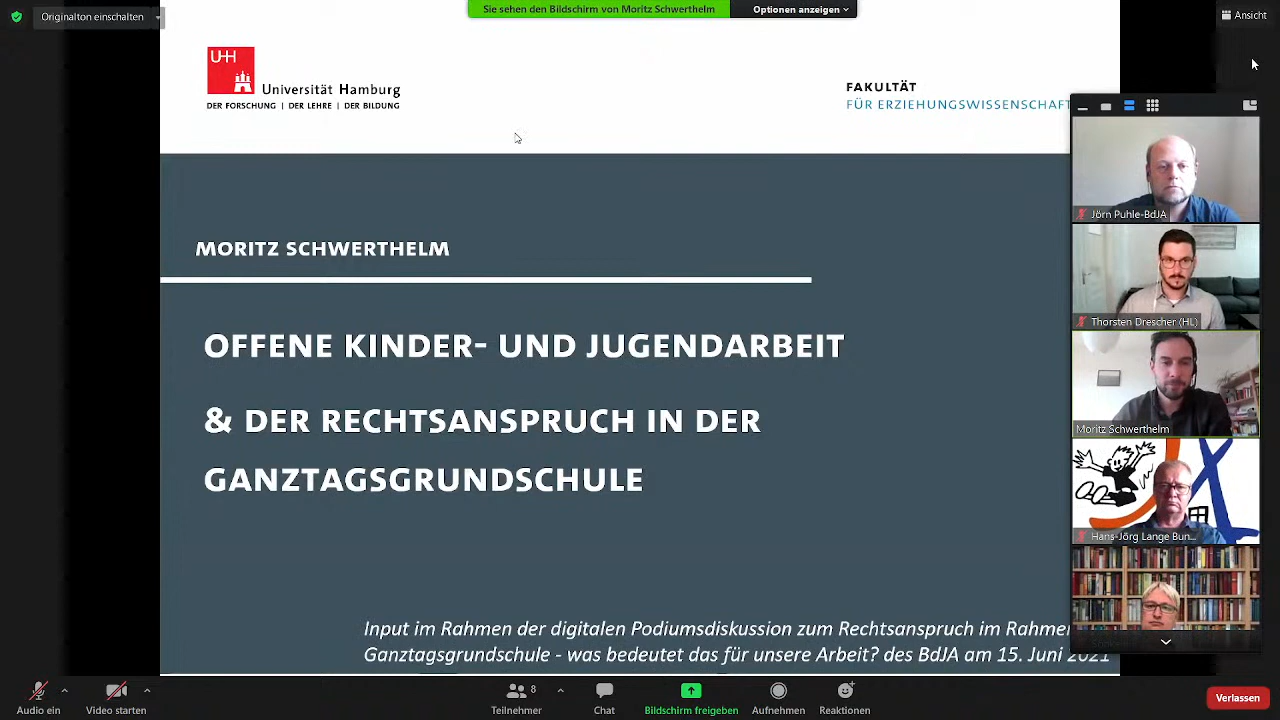 Originalton einschalten
Sie sehen den Bildschirm von Moritz Schwerthelm
Optionen anzeigen
Ansicht
UHH
Universität Hamburg
DER FORSCHUNG | DER LEHRE | DER BILDUNG
FAKULTÄT
FÜR ERZIEHUNGSWISSENSCHAFT
MORITZ SCHWERTHELM
OFFENE KINDER- UND JUGENDARBEIT
& DER RECHTSANSPRUCH IN DER
GANZTAGSGRUNDSCHULE
Input im Rahmen der digitalen Podiumsdiskussion zum Rechtsanspruch im Rahmen
Ganztagsgrundschule - was bedeutet das für unsere Arbeit? des BdJA am 15. Juni 2021
Jörn Puhle-BdJA
Thorsten Drescher (HL)
Moritz Schwerthelm
Hans-Jörg Lange Bun...
Audio ein
Video starten
8
Teilnehmer
Chat
Bildschirm freigeben
Aufnehmen
Reaktionen
Verlassen